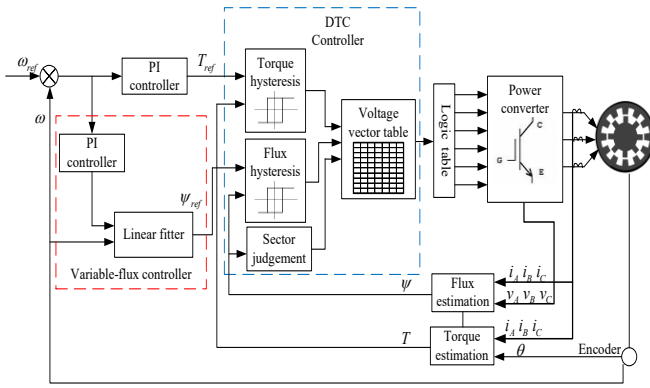 DTC
Controller
ω_ref
PI
controller
T_ref
Torque
hysteresis
Voltage
vector table
Logic table
Power
converter
C
G
E
ω
PI
controller
Flux
hysteresis
ψ_ref
Linear fitter
Sector
judgement
Variable-flux controller
ψ
Flux
estimation
i_A i_B i_C
v_A v_B v_C
T
Torque
estimation
i_A i_B i_C
θ
Encoder